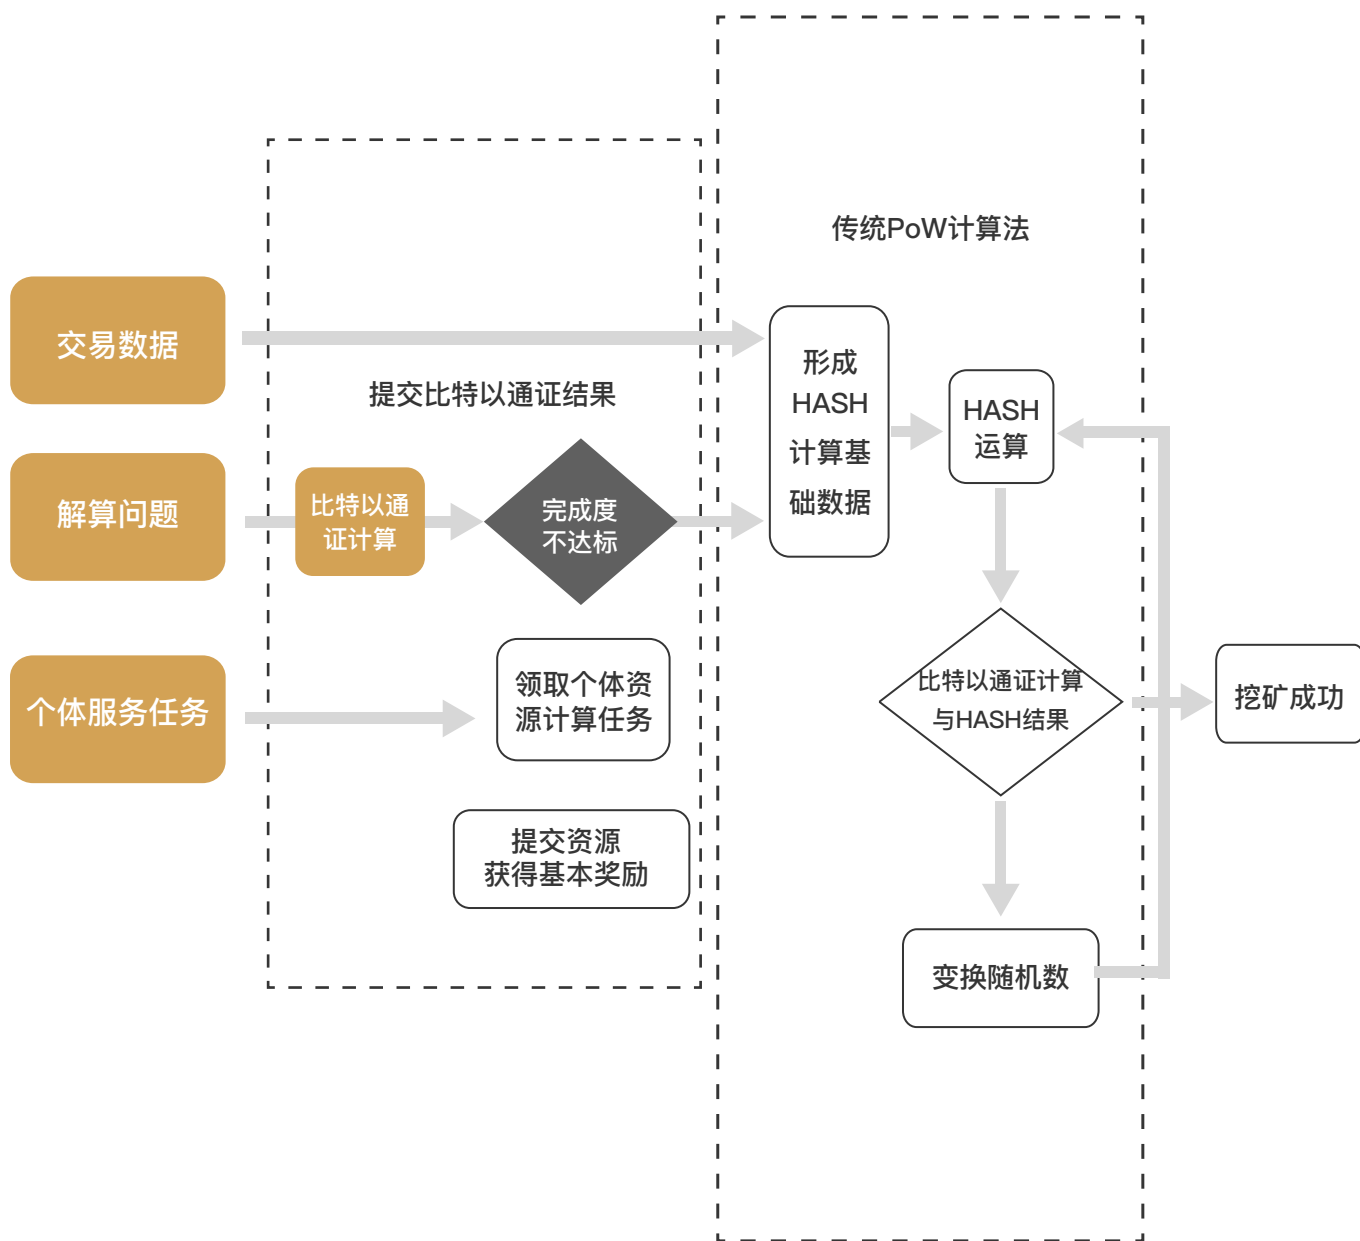 传统PoW计算法
交易数据
提交比特以通证结果
形成
HASH
计算基
础数据
HASH
运算
解算问题
比特以通
证计算
完成度
不达标
个体服务任务
领取个体资
源计算任务
比特以通证计算
与HASH结果
挖矿成功
提交资源
获得基本奖励
变换随机数